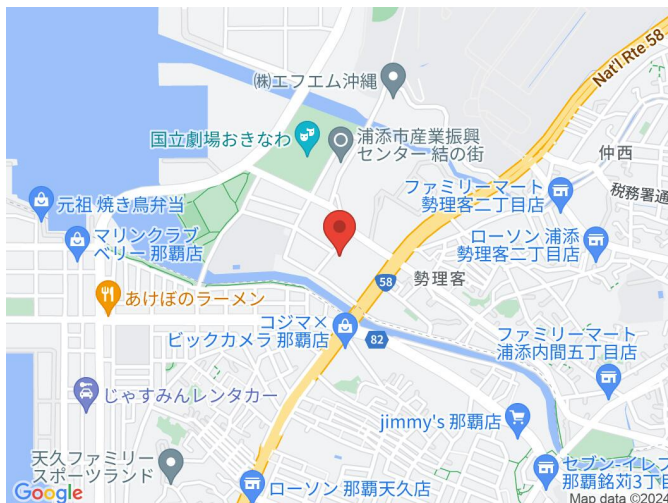 Nat'l Rte 58
(株)エフエム沖縄
国立劇場おきなわ
浦添市産業振興
センター 結の街
仲西
ファミリーマート
勢理客二丁目店
税務署通
元祖 焼き鳥弁当
マリンクラブ
ベリー 那覇店
ローソン 浦添
勢理客二丁目店
勢理客
58
あけぼのラーメン
コジマ×
ビックカメラ 那覇店
82
ファミリーマート
浦添内間五丁目店
じゃすみんレンタカー
jimmy's 那覇店
天久ファミリー
スポーツランド
セブン-イレブ
那覇銘苅3丁
ローソン 那覇天久店
Google
Map data ©2024